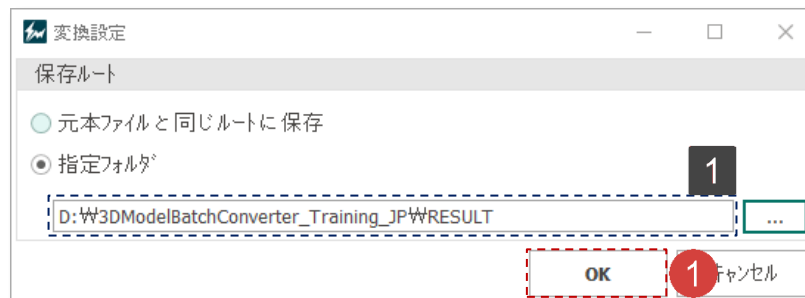 変換設定
保存ルート
元本ファイルと同じルートに保存
指定フォルダ
1
D:₩3DModelBatchConverter_Training_JP₩RESULT
...
OK
1
キャンセル